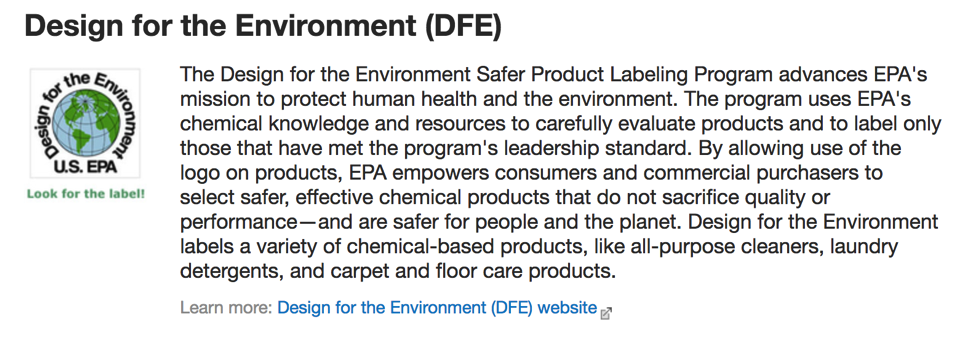 Design for the Environment (DFE)
Design for the Environment
U.S. EPA
Look for the label!
The Design for the Environment Safer Product Labeling Program advances EPA's
mission to protect human health and the environment. The program uses EPA's
chemical knowledge and resources to carefully evaluate products and to label only
those that have met the program's leadership standard. By allowing use of the
logo on products, EPA empowers consumers and commercial purchasers to
select safer, effective chemical products that do not sacrifice quality or
performance—and are safer for people and the planet. Design for the Environment
labels a variety of chemical-based products, like all-purpose cleaners, laundry
detergents, and carpet and floor care products.
Learn more: Design for the Environment (DFE) website